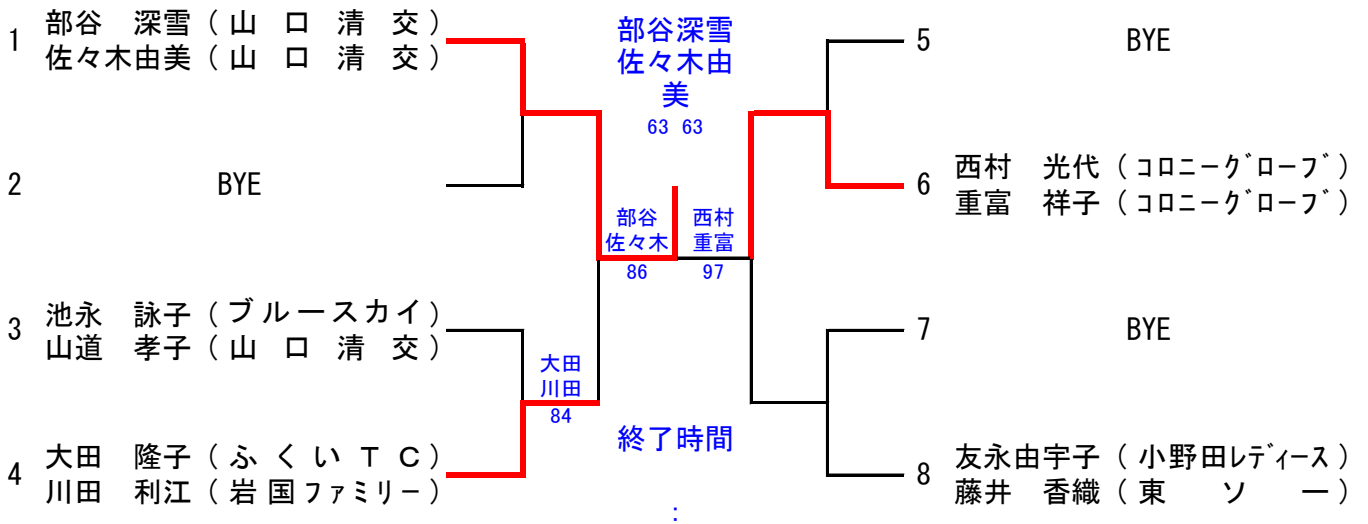 1 部谷　深雪（山　口　清　交）
佐々木由美（山　口　清　交）
2 BYE
3 池永　詠子（ブルースカイ）
山道　孝子（山　口　清　交）
4 大田　隆子（ふ く い Ｔ Ｃ）
川田　利江（岩国ファミリー）
大田
川田
84
部谷
佐々木
86
部谷深雪
佐々木由
美
63 63
西村
重富
97
終了時間
:
5 BYE
6 西村　光代（コロニーグローブ）
重富　祥子（コロニーグローブ）
7 BYE
8 友永由宇子（小野田レディース）
藤井　香織（東　ソ　ー）